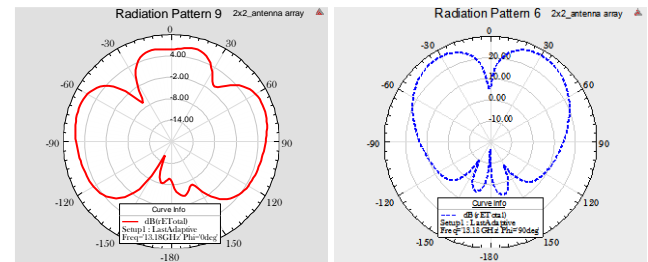 Radiation Pattern 9 2x2_antenna array
0
-30 30
4.00
-60 60
-2.00
-8.00
-14.00
-90 90
-120 120
-150 150
-180
Curve Info
dB(rETotal)
Setup1 : LastAdaptive
Freq='13.18GHz' Phi='0deg'
Radiation Pattern 6 2x2_antenna array
0
-30 30
20.00
-60 60
10.00
0.00
-10.00
-90 90
-120 120
-150 150
-180
Curve Info
dB(rETotal)
Setup1 : LastAdaptive
Freq='13.18GHz' Phi='90deg'